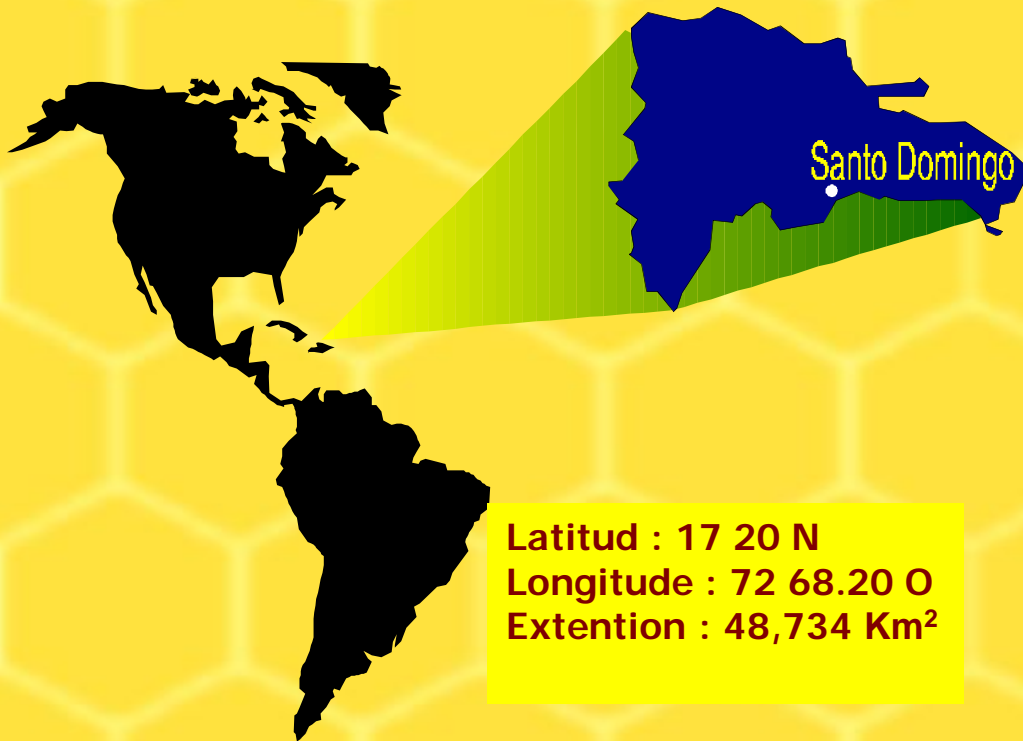 Santo Domingo
Latitud : 17 20 N
Longitude : 72 68.20 O
Extention : 48,734 Km²